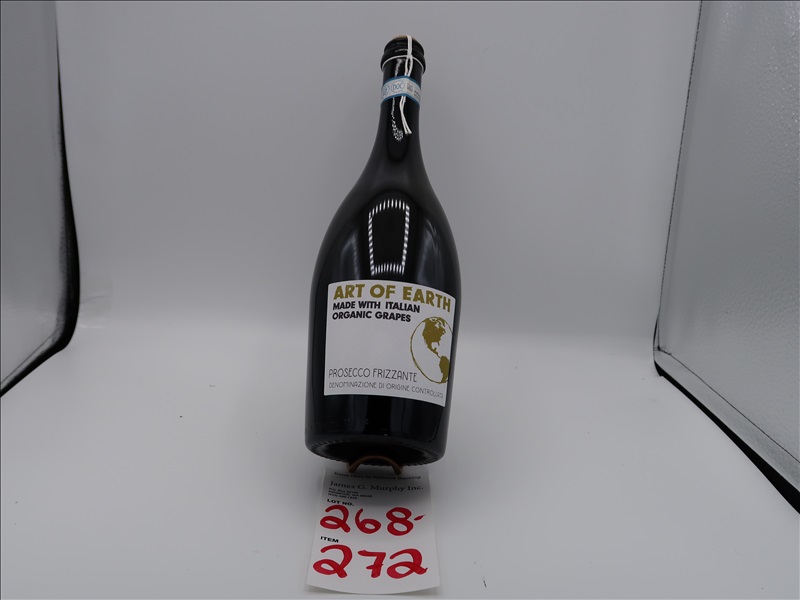 DOC
ART OF EARTH
MADE WITH ITALIAN
ORGANIC GRAPES
PROSECCO FRIZZANTE
DENOMINAZIONE DI ORIGINE CONTROLLATA
James G. Murphy Inc.
LOT NO.
268-
ITEM
272